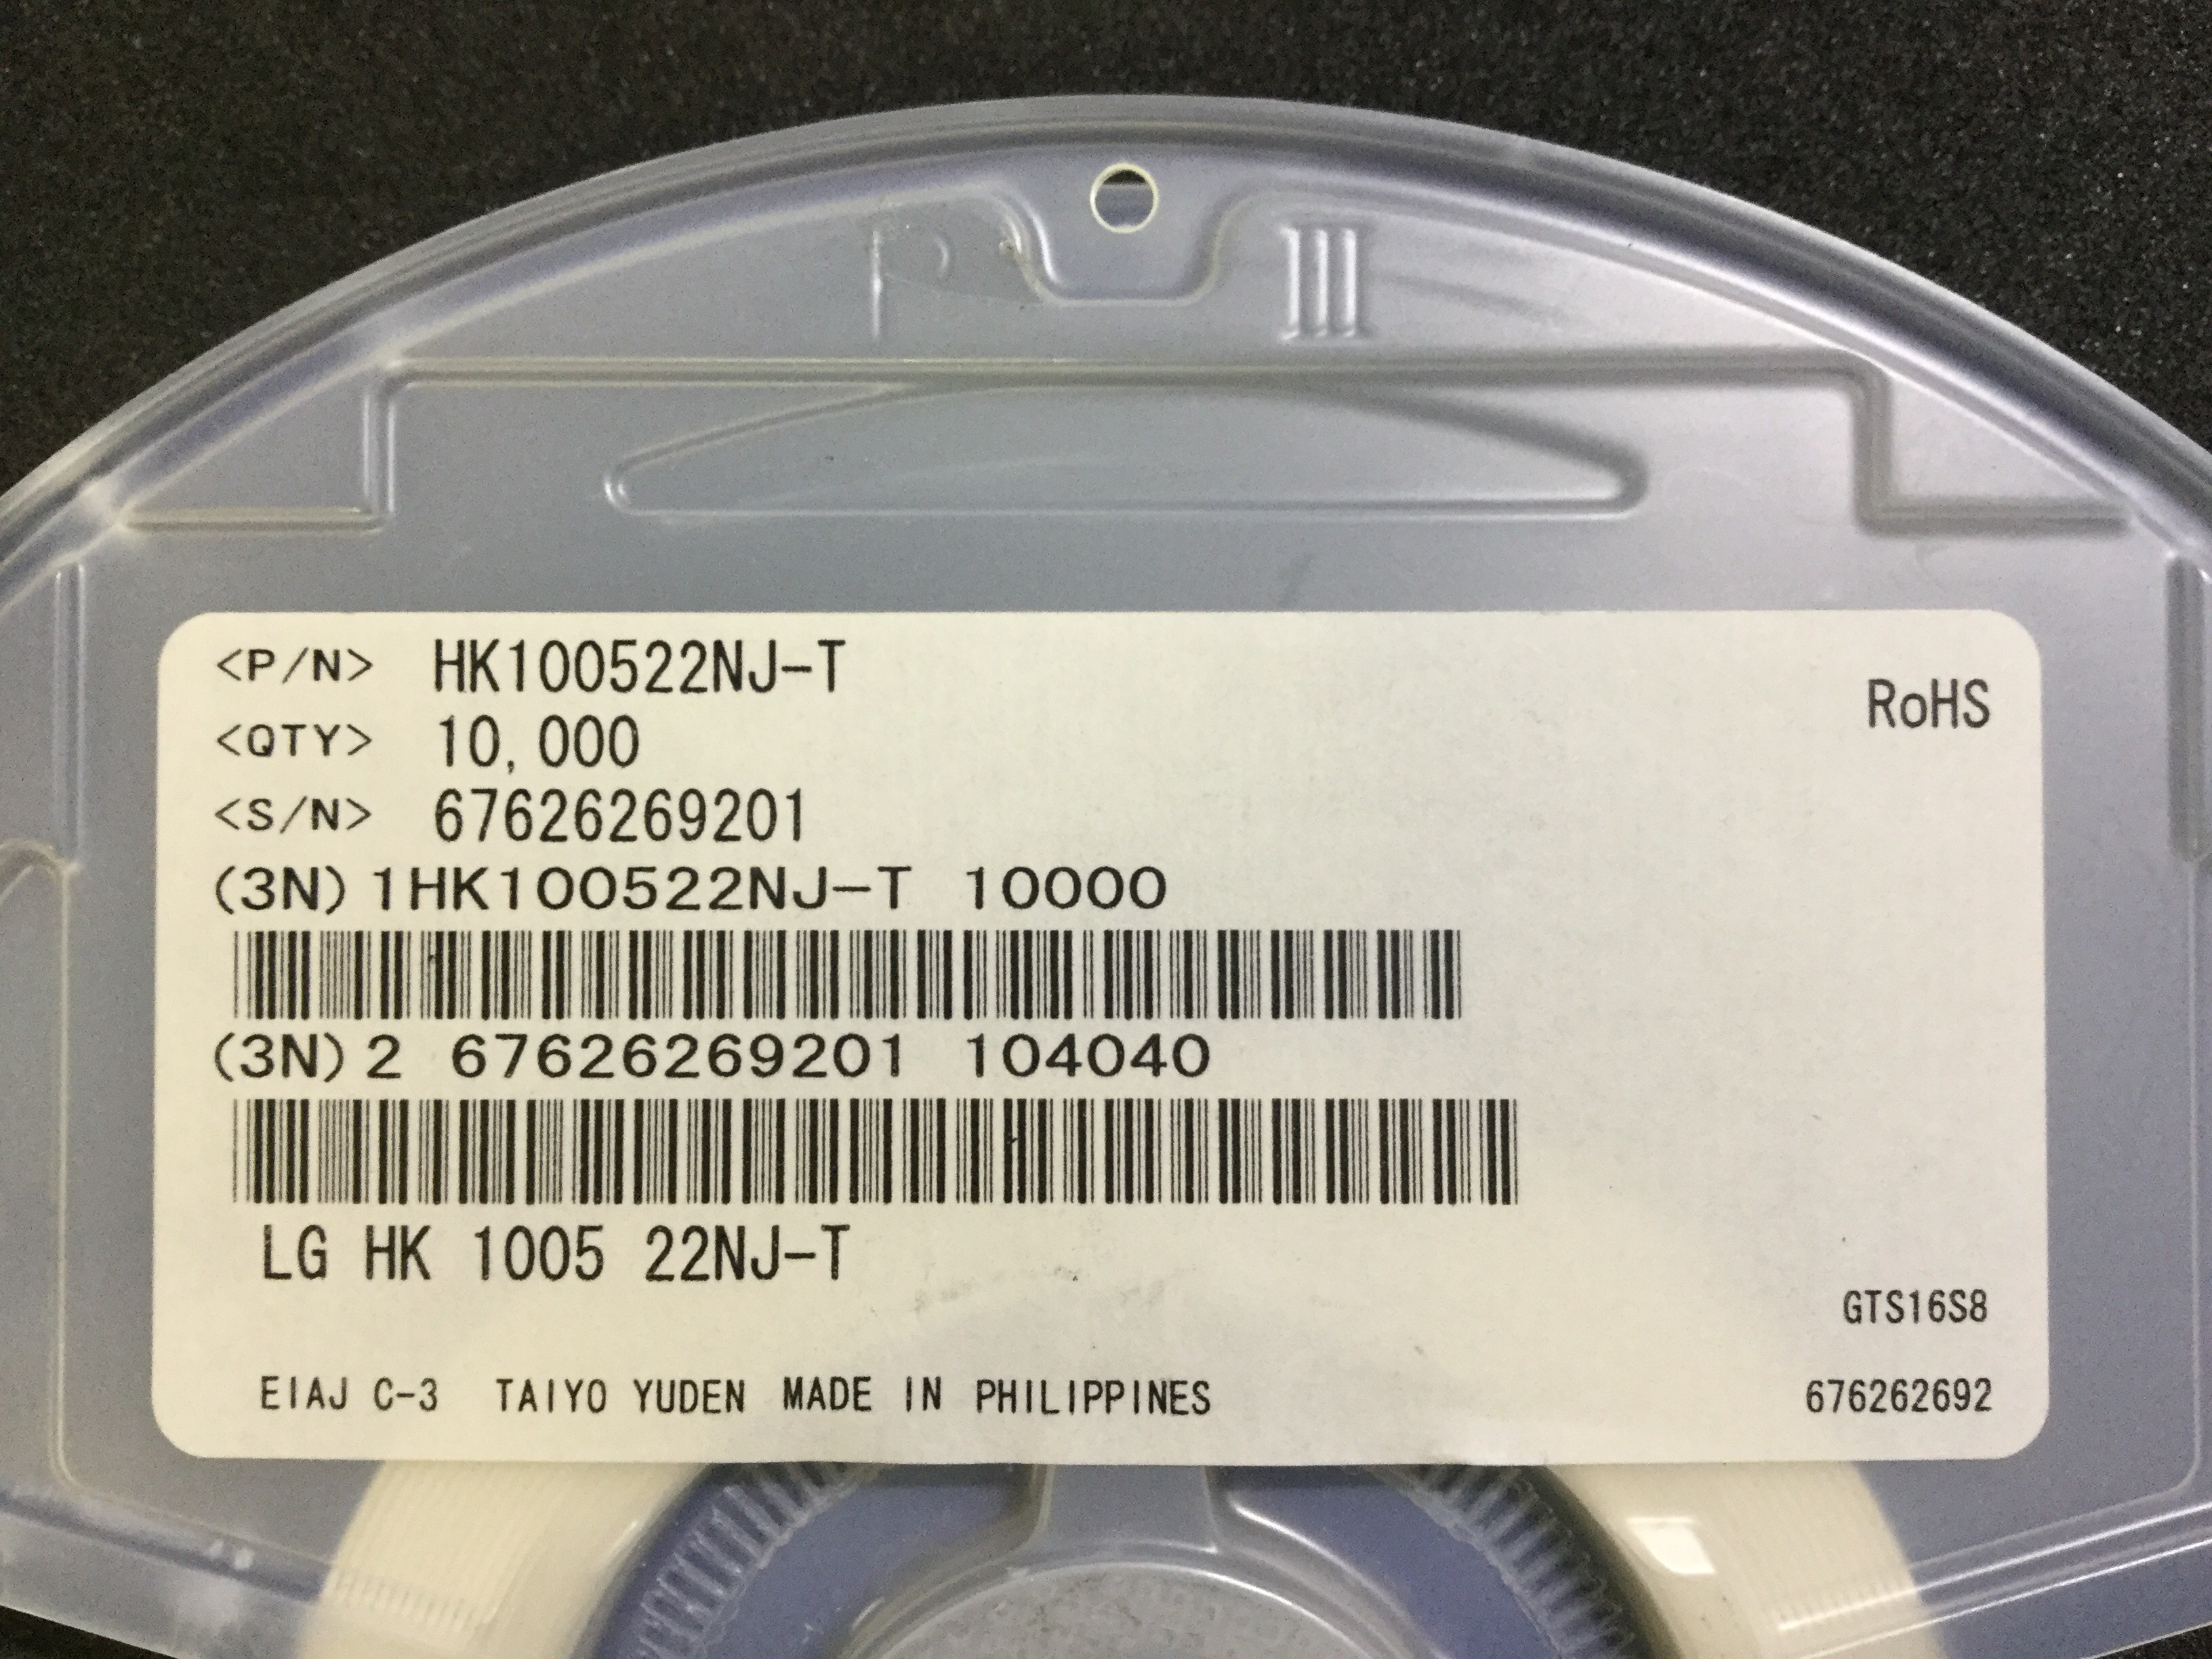 <P/N> HK100522NJ-T
RoHS
<QTY> 10,000
<S/N> 67626269201
(3N)1HK100522NJ-T 10000
(3N)2 67626269201 104040
LG HK 1005 22NJ-T
GTS16S8
EIAJ C-3 TAIYO YUDEN MADE IN PHILIPPINES
676262692